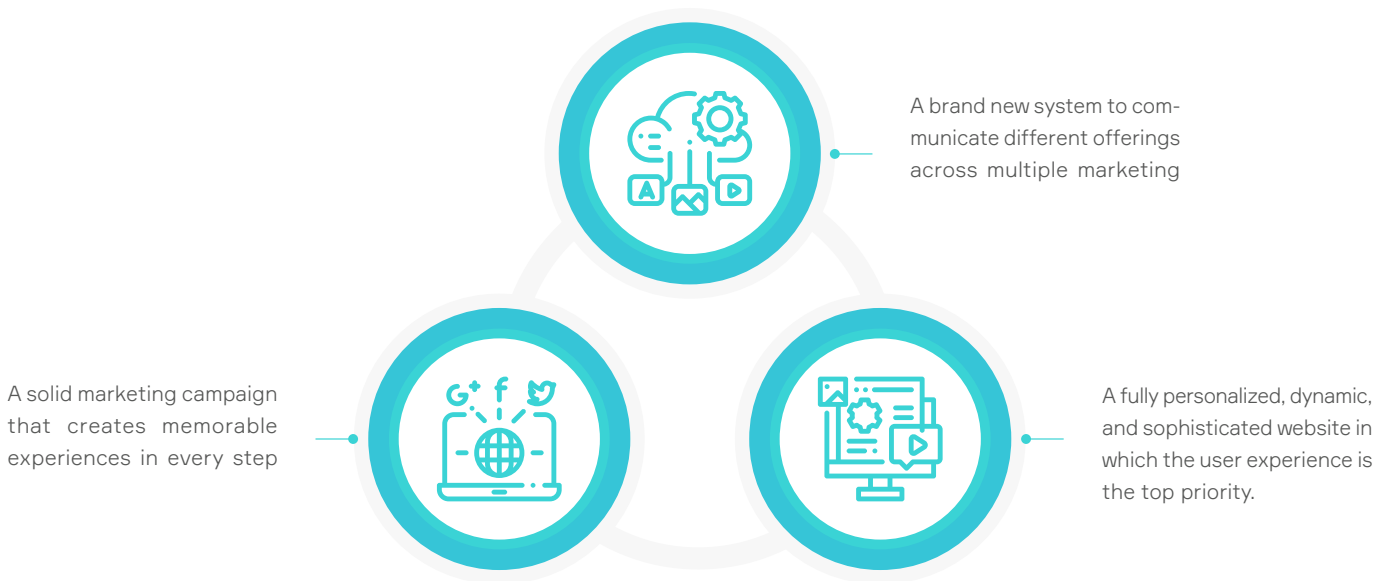 A brand new system to com-
municate different offerings
across multiple marketing
A solid marketing campaign
that creates memorable
experiences in every step
A fully personalized, dynamic,
and sophisticated website in
which the user experience is
the top priority.